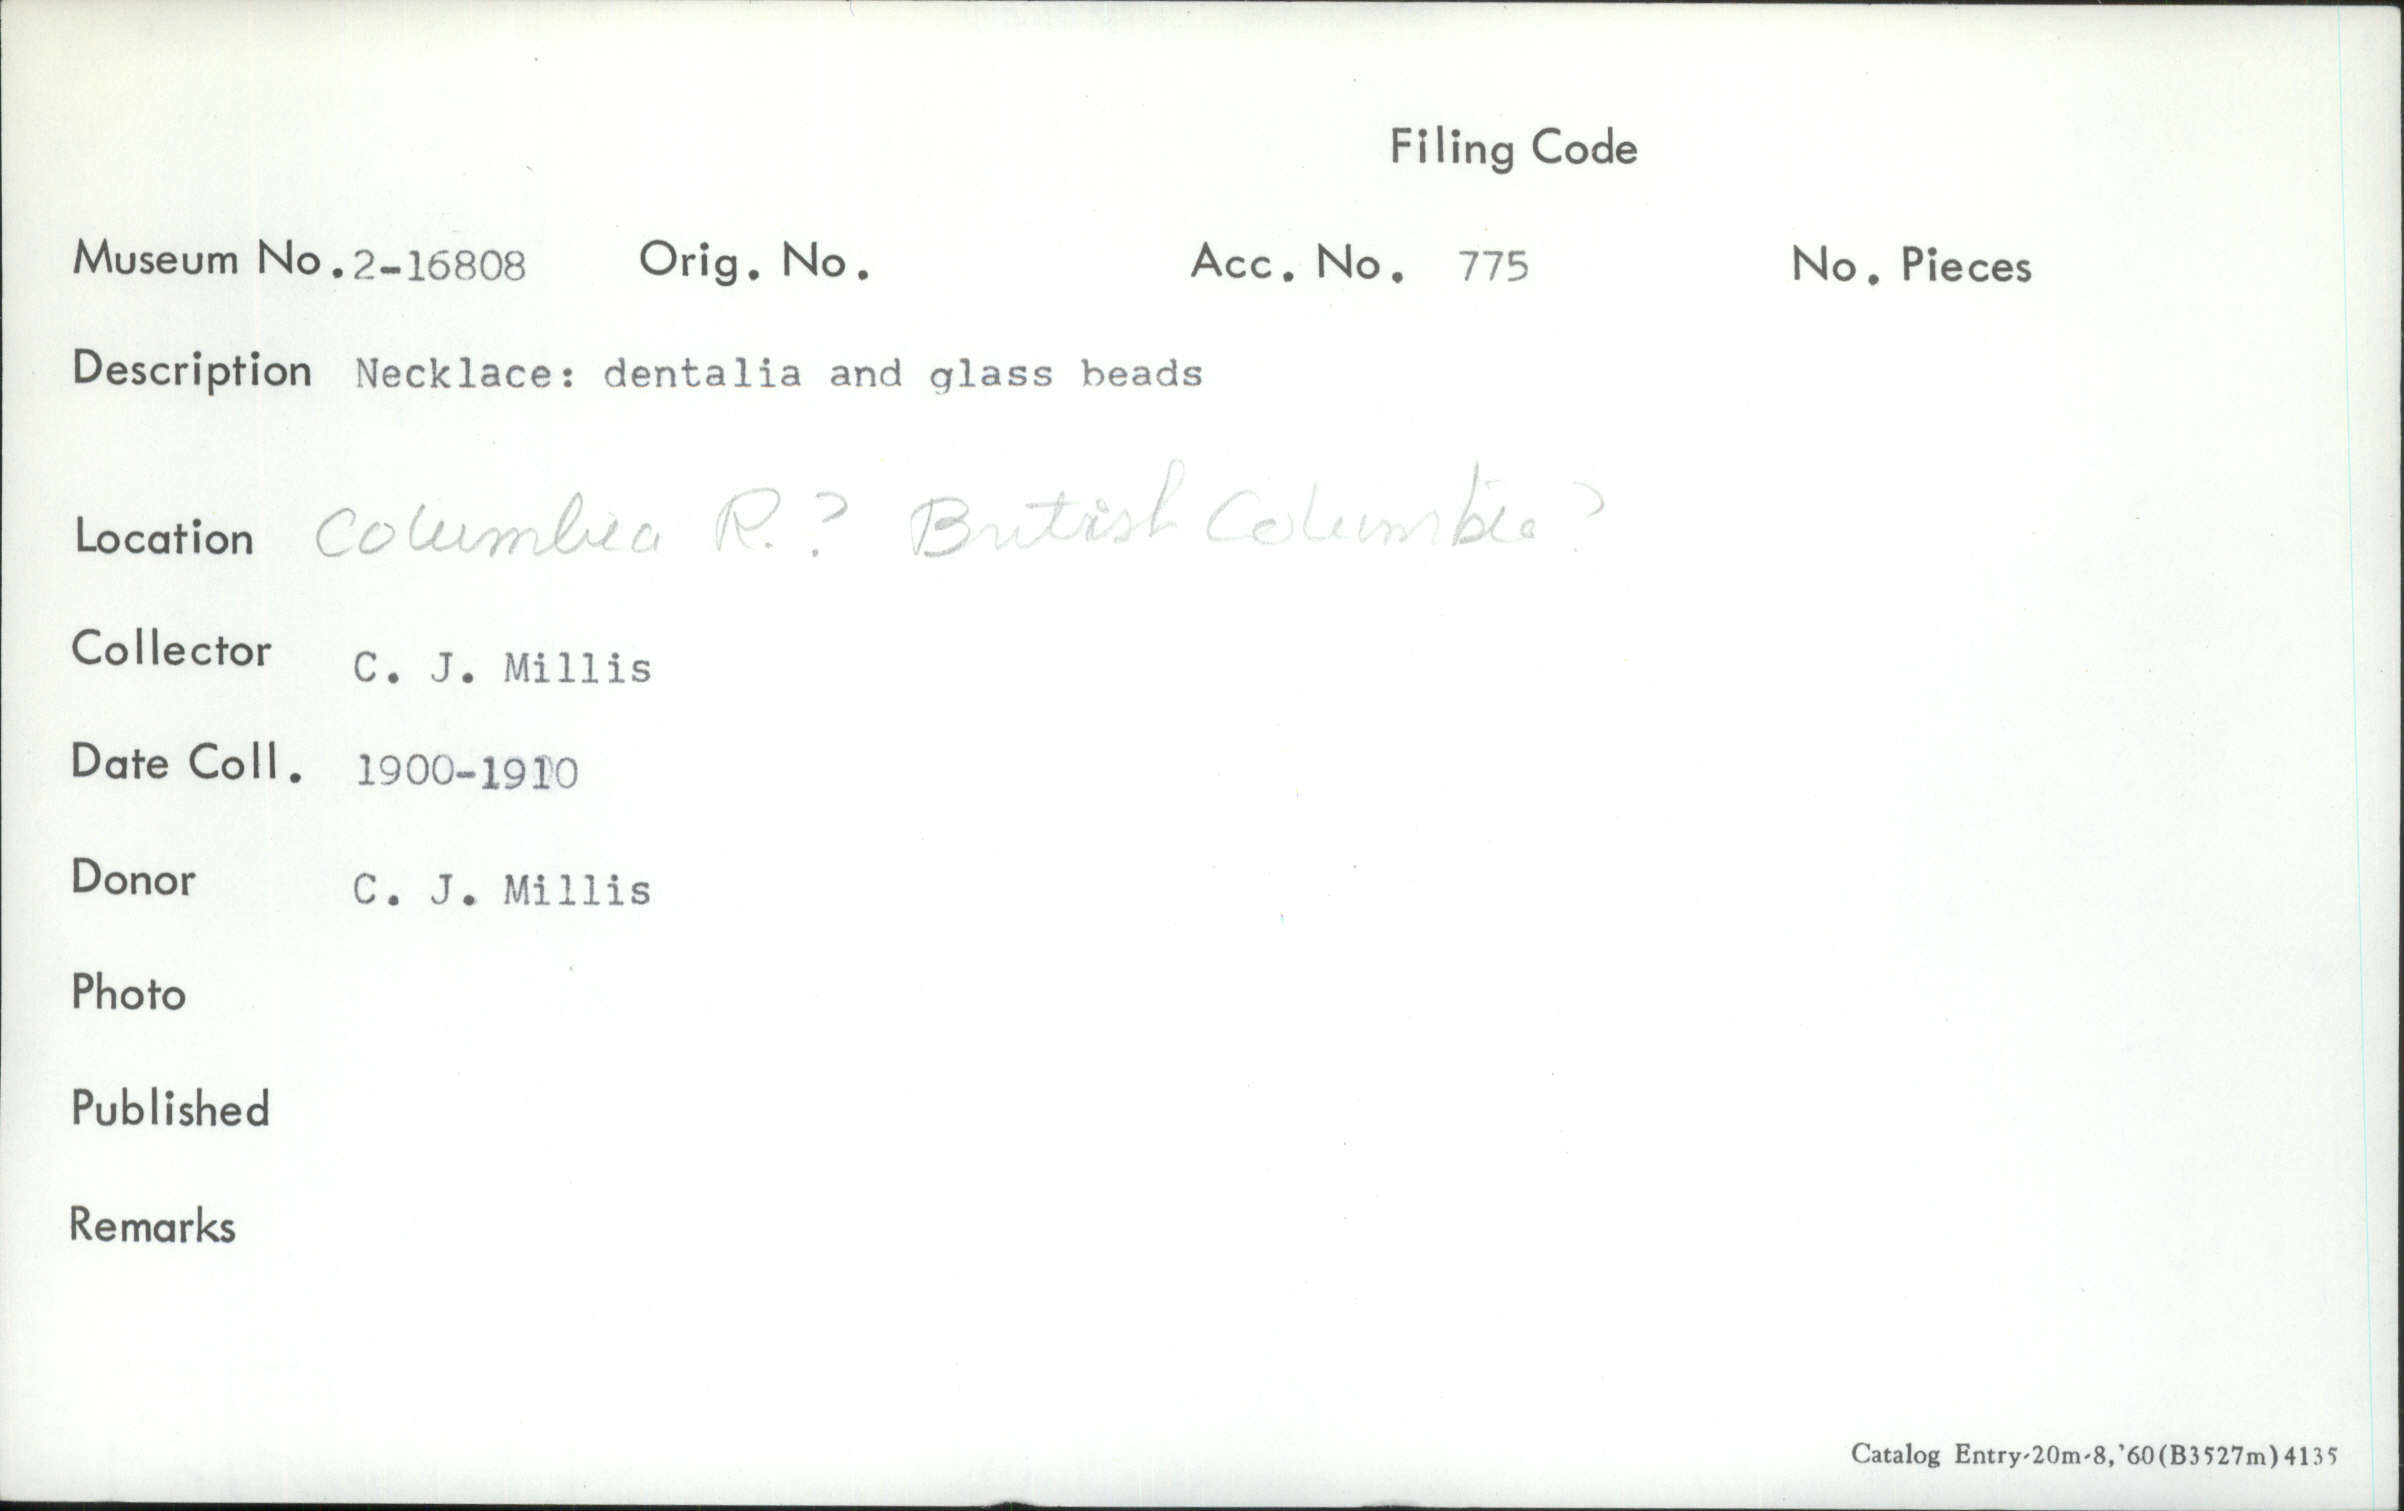 Filing Code
Museum No. 2-16808 Orig. No. Acc. No. 775 No. Pieces
Description Necklace: dentalia and glass beads
Location Columbia R.? British Columbia?
Collector C. J. Millis
Date Coll. 1900-1910
Donor C. J. Millis
Photo
Published
Remarks
Catalog Entry-20m-8,'60(B3527m)4135